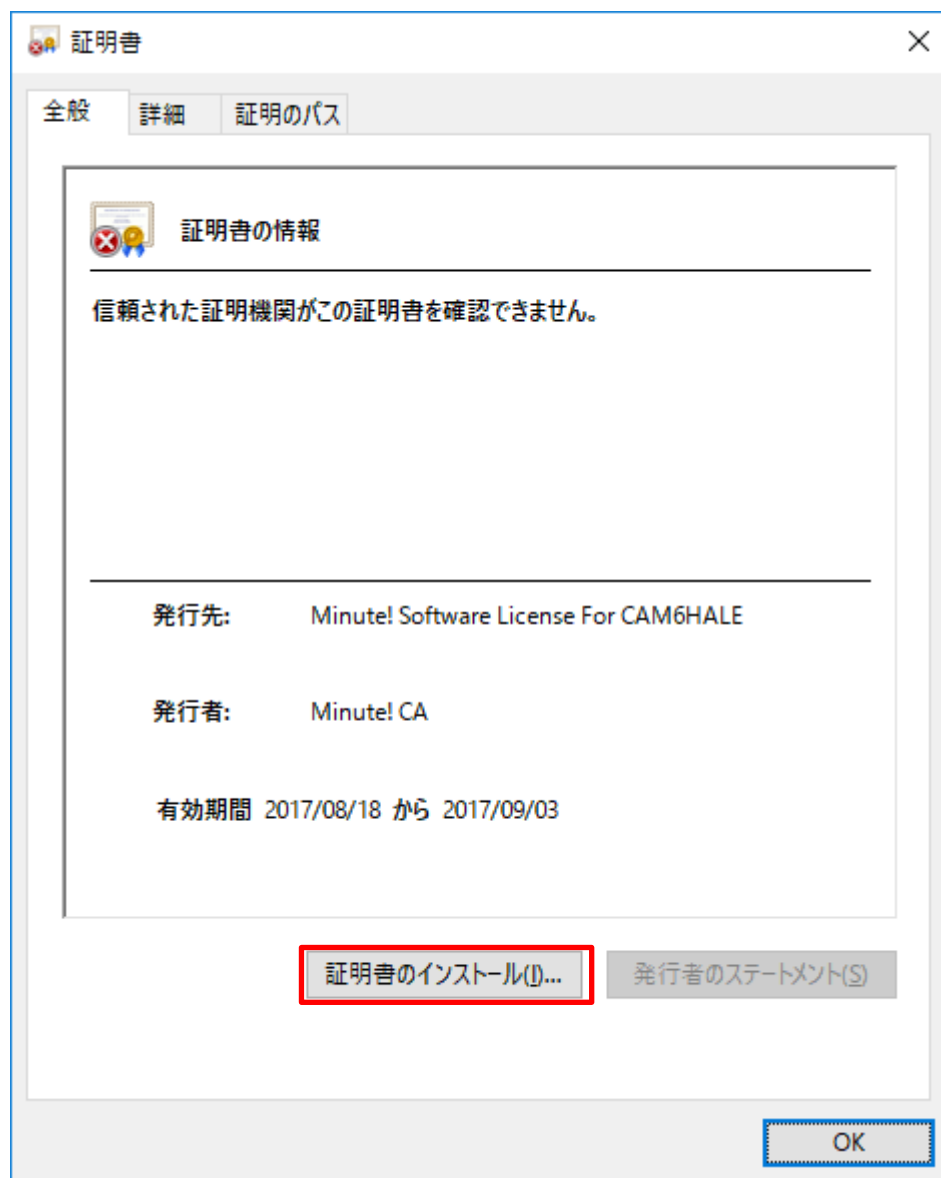 証明書
全般 詳細 証明のパス
証明書の情報
信頼された証明機関がこの証明書を確認できません。
発行先: Minute! Software License For CAM6HALE
発行者: Minute! CA
有効期間 2017/08/18 から 2017/09/03
証明書のインストール(I)... 発行者のステートメント(S)
OK